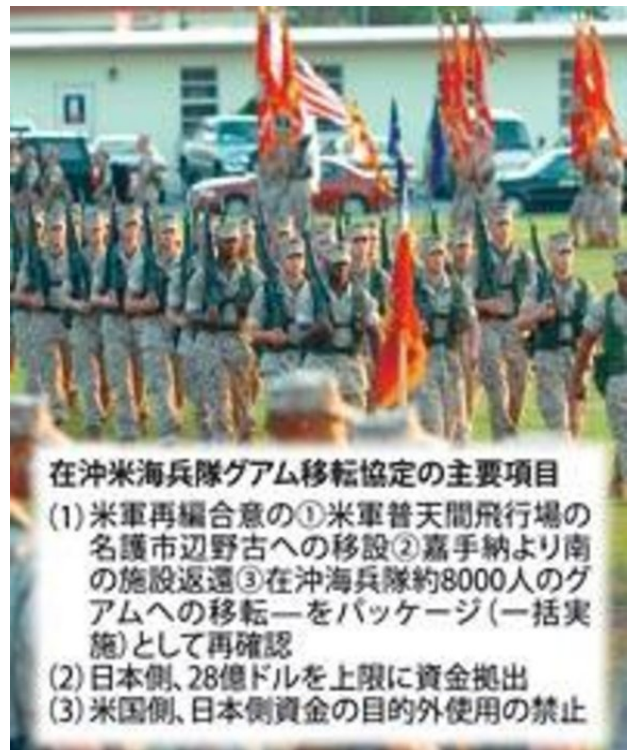 在沖米海兵隊グアム移転協定の主要項目
(1)米軍再編合意の①米軍普天間飛行場の
名護市辺野古への移設②嘉手納より南
の施設返還③在沖海兵隊約8000人のグ
アムへの移転―をパッケージ(一括実
施)として再確認
(2)日本側、28億ドルを上限に資金拠出
(3)米国側、日本側資金の目的外使用の禁止